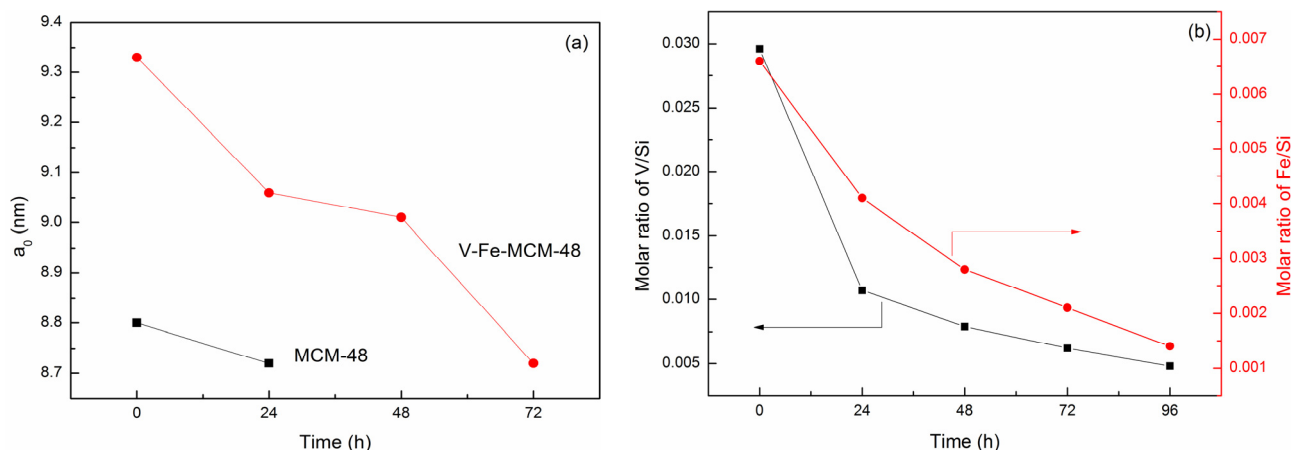 (a)
9.4
9.3
9.2
9.1
9.0
8.9
8.8
8.7
a₀ (nm)
V-Fe-MCM-48
MCM-48
0 24 48 72
Time (h)
(b)
0.030
0.025
0.020
0.015
0.010
0.005
Molar ratio of V/Si
0.007
0.006
0.005
0.004
0.003
0.002
0.001
Molar ratio of Fe/Si
0 24 48 72 96
Time (h)